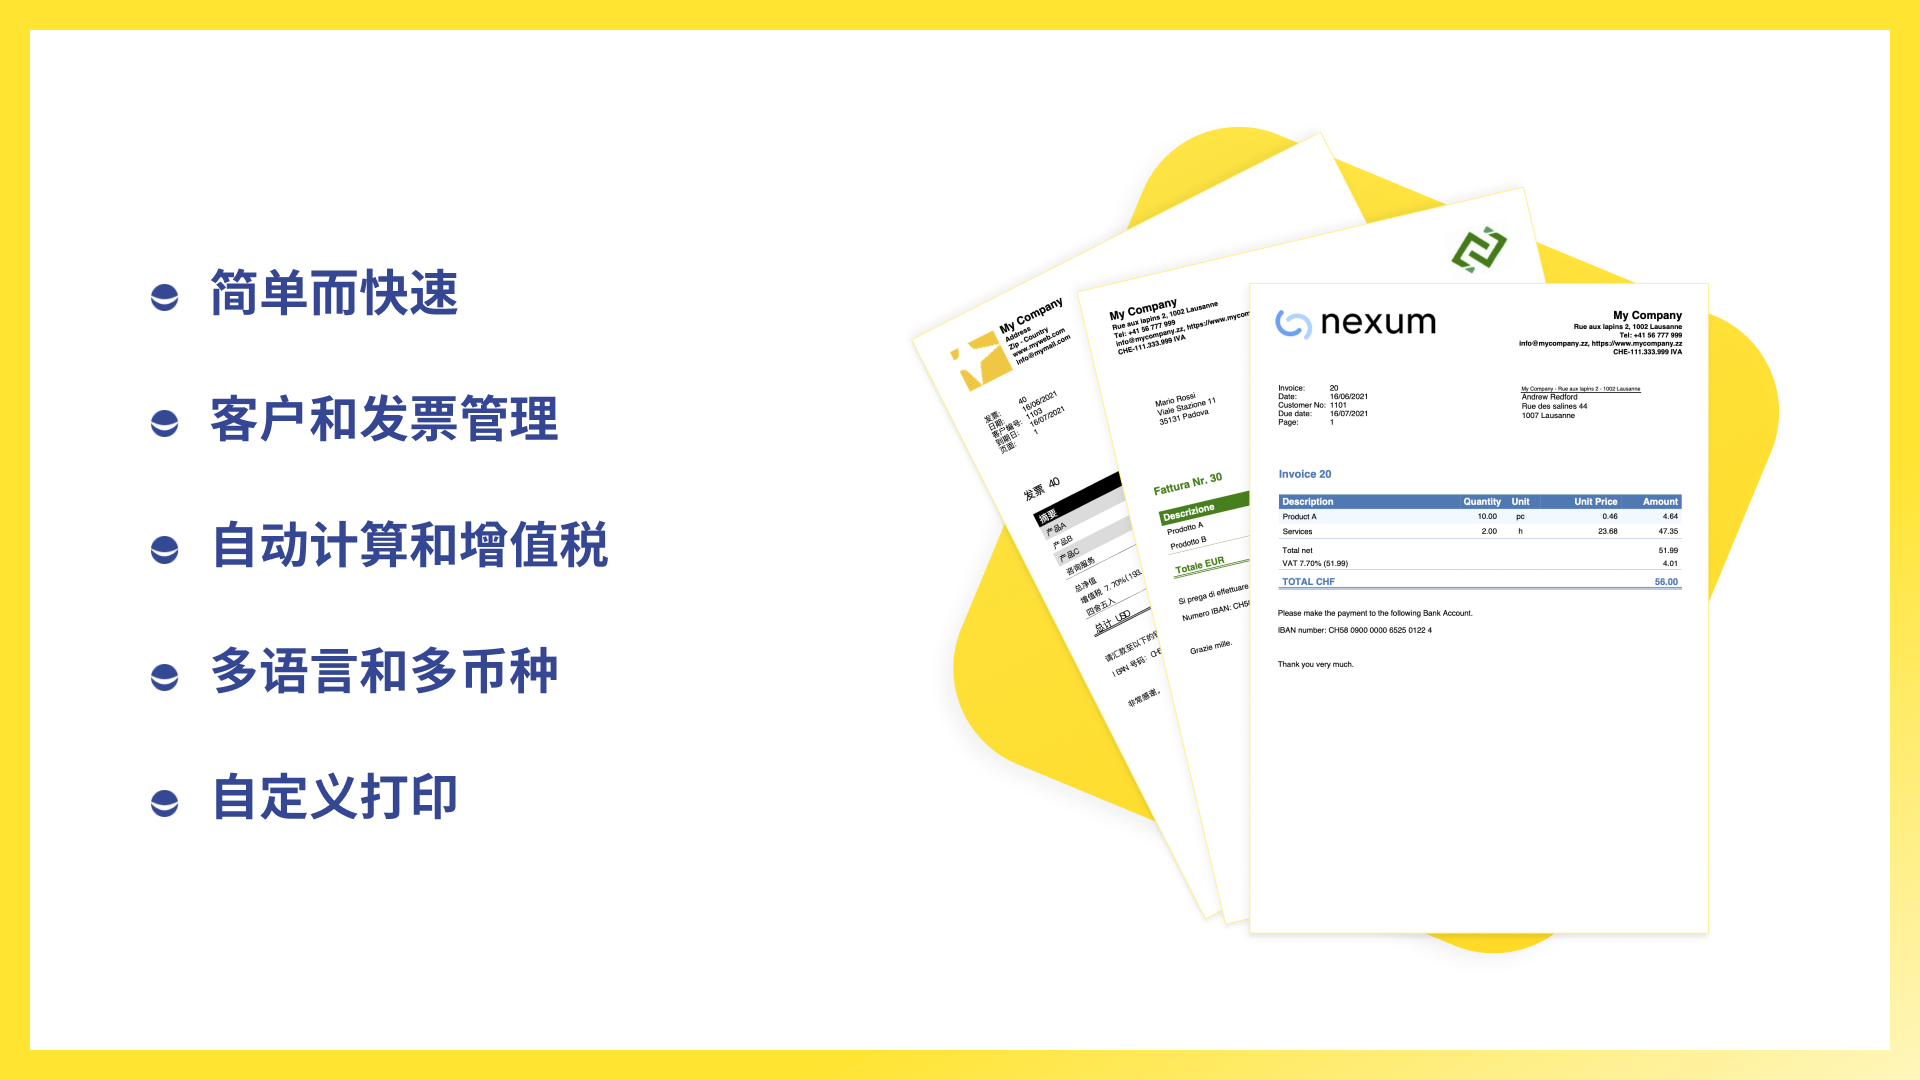 简单而快速
客户和发票管理
自动计算和增值税
多语言和多币种
自定义打印
My Company
Address
Zip - Country
www.myweb.com
info@mymail.com
发票: 40
日期: 16/06/2021
客户编号: 1103
到期日: 16/07/2021
页面: 1
发票 40
摘要
产品A
产品B
产品C
咨询服务
总净值
增值税 7.70%(193.
四舍五入
总计 USD
请汇款至以下的
IBAN 号码: CH5
非常感谢。
My Company
Rue aux lapins 2, 1002 Lausanne
Tel: +41 56 777 999
info@mycompany.zz, https://www.mycom
CHE-111.333.999 IVA
Mario Rossi
Viale Stazione 11
35131 Padova
Fattura Nr. 30
Descrizione
Prodotto A
Prodotto B
Totale EUR
Si prega di effettuare
Numero IBAN: CH58
Grazie mille.
nexum
My Company
Rue aux lapins 2, 1002 Lausanne
Tel: +41 56 777 999
info@mycompany.zz, https://www.mycompany.zz
CHE-111.333.999 IVA
Invoice: 20
Date: 16/06/2021
Customer No: 1101
Due date: 16/07/2021
Page: 1
My Company - Rue aux lapins 2 - 1002 Lausanne
Andrew Redford
Rue des salines 44
1007 Lausanne
Invoice 20
Description Quantity Unit Unit Price Amount
Product A 10.00 pc 0.46 4.64
Services 2.00 h 23.68 47.35
Total net 51.99
VAT 7.70% (51.99) 4.01
TOTAL CHF 56.00
Please make the payment to the following Bank Account.
IBAN number: CH58 0900 0000 6525 0122 4
Thank you very much.